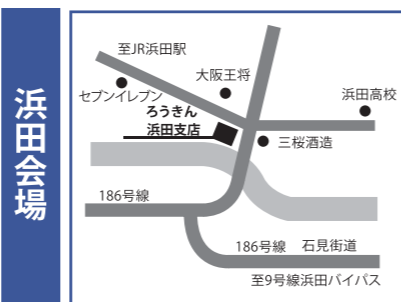 浜田会場
至JR浜田駅
大阪王将
セブンイレブン
浜田高校
ろうきん
浜田支店
三桜酒造
186号線
186号線 石見街道
至9号線浜田バイパス